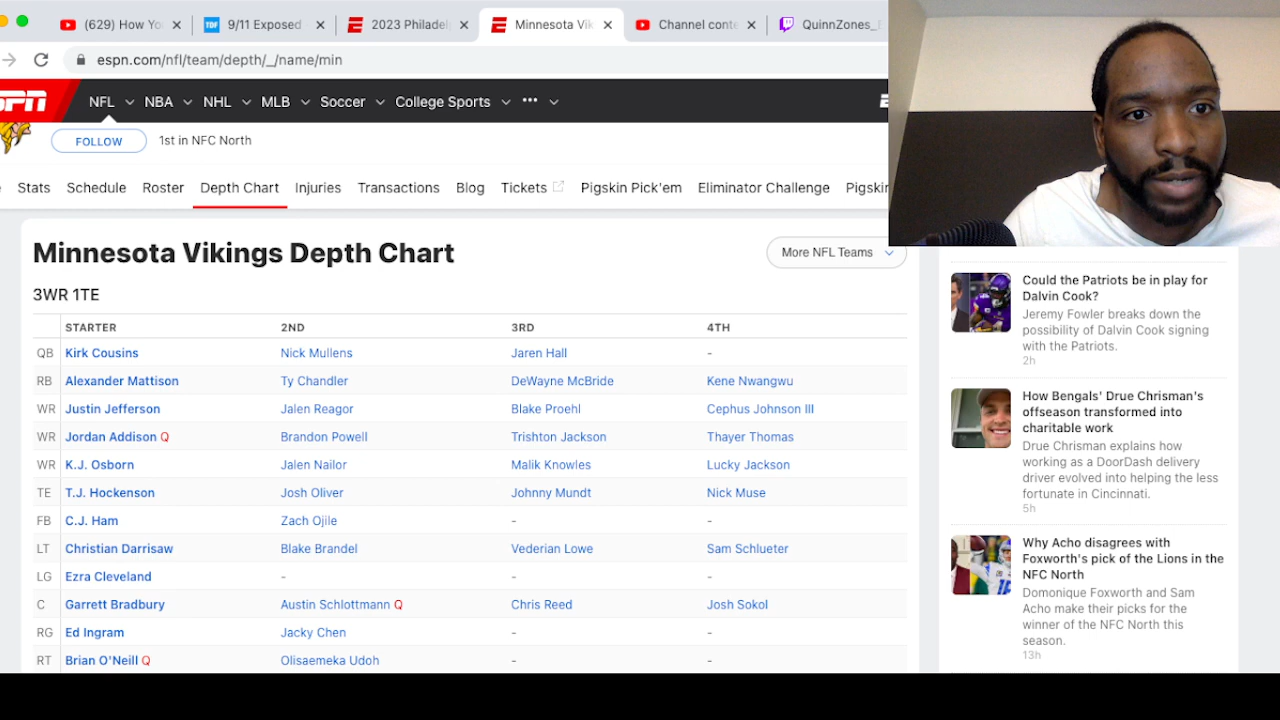 (629) How Yo
9/11 Exposed
2023 Philadel
Minnesota Vik
Channel conte
QuinnZones_
espn.com/nfl/team/depth/_/name/min
NFL NBA NHL MLB Soccer College Sports •••
FOLLOW 1st in NFC North
Stats Schedule Roster Depth Chart Injuries Transactions Blog Tickets Pigskin Pick'em Eliminator Challenge Pigskin
Minnesota Vikings Depth Chart
More NFL Teams
3WR 1TE
STARTER 2ND 3RD 4TH
QB Kirk Cousins Nick Mullens Jaren Hall -
RB Alexander Mattison Ty Chandler DeWayne McBride Kene Nwangwu
WR Justin Jefferson Jalen Reagor Blake Proehl Cephus Johnson III
WR Jordan Addison Q Brandon Powell Trishton Jackson Thayer Thomas
WR K.J. Osborn Jalen Nailor Malik Knowles Lucky Jackson
TE T.J. Hockenson Josh Oliver Johnny Mundt Nick Muse
FB C.J. Ham Zach Ojile - -
LT Christian Darrisaw Blake Brandel Vederian Lowe Sam Schlueter
LG Ezra Cleveland - - -
C Garrett Bradbury Austin Schlottmann Q Chris Reed Josh Sokol
RG Ed Ingram Jacky Chen - -
RT Brian O'Neill Q Olisaemeka Udoh - -
Could the Patriots be in play for
Dalvin Cook?
Jeremy Fowler breaks down the
possibility of Dalvin Cook signing
with the Patriots.
2h
How Bengals' Drue Chrisman's
offseason transformed into
charitable work
Drue Chrisman explains how
working as a DoorDash delivery
driver evolved into helping the less
fortunate in Cincinnati.
5h
Why Acho disagrees with
Foxworth's pick of the Lions in the
NFC North
Domonique Foxworth and Sam
Acho make their picks for the
winner of the NFC North this
season.
13h